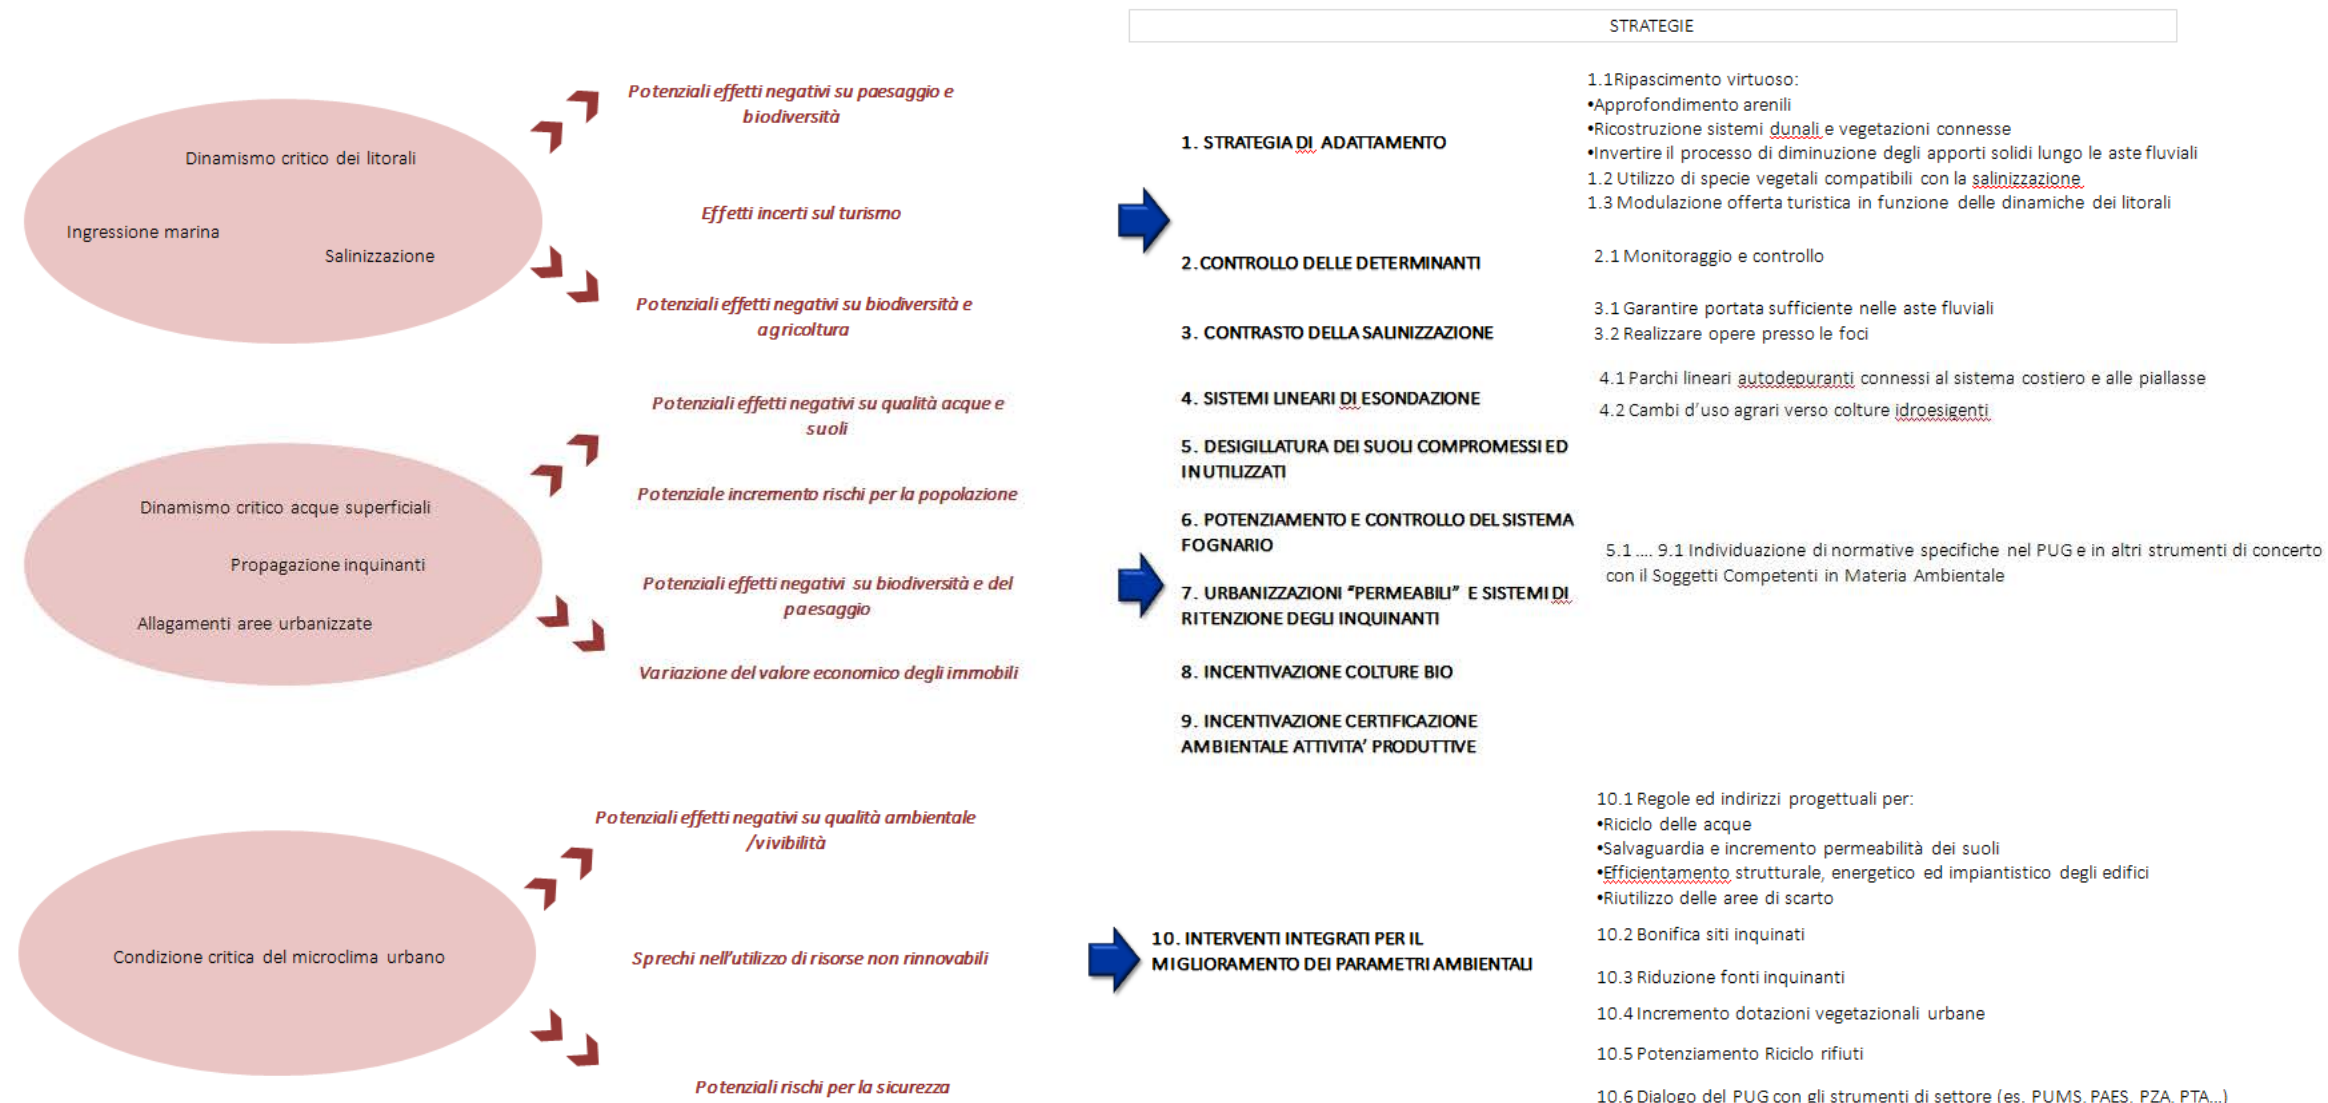 STRATEGIE
Dinamismo critico dei litorali
Ingressione marina
Salinizzazione
Potenziali effetti negativi su paesaggio e
biodiversità
Effetti incerti sul turismo
Potenziali effetti negativi su biodiversità e
agricoltura
1. STRATEGIA DI ADATTAMENTO
2.CONTROLLO DELLE DETERMINANTI
3. CONTRASTO DELLA SALINIZZAZIONE
1.1Ripascimento virtuoso:
•Approfondimento arenili
•Ricostruzione sistemi dunali e vegetazioni connesse
•Invertire il processo di diminuzione degli apporti solidi lungo le aste fluviali
1.2 Utilizzo di specie vegetali compatibili con la salinizzazione
1.3 Modulazione offerta turistica in funzione delle dinamiche dei litorali
2.1 Monitoraggio e controllo
3.1 Garantire portata sufficiente nelle aste fluviali
3.2 Realizzare opere presso le foci
Dinamismo critico acque superficiali
Propagazione inquinanti
Allagamenti aree urbanizzate
Potenziali effetti negativi su qualità acque e
suoli
Potenziale incremento rischi per la popolazione
Potenziali effetti negativi su biodiversità e del
paesaggio
Variazione del valore economico degli immobili
4. SISTEMI LINEARI DI ESONDAZIONE
5. DESIGILLATURA DEI SUOLI COMPROMESSI ED
INUTILIZZATI
6. POTENZIAMENTO E CONTROLLO DEL SISTEMA
FOGNARIO
7. URBANIZZAZIONI “PERMEABILI” E SISTEMI DI
RITENZIONE DEGLI INQUINANTI
8. INCENTIVAZIONE COLTURE BIO
9. INCENTIVAZIONE CERTIFICAZIONE
AMBIENTALE ATTIVITA’ PRODUTTIVE
4.1 Parchi lineari autodepuranti connessi al sistema costiero e alle piallasse
4.2 Cambi d’uso agrari verso colture idroesigenti
5.1 .... 9.1 Individuazione di normative specifiche nel PUG e in altri strumenti di concerto
con il Soggetti Competenti in Materia Ambientale
Condizione critica del microclima urbano
Potenziali effetti negativi su qualità ambientale
/vivibilità
Sprechi nell’utilizzo di risorse non rinnovabili
Potenziali rischi per la sicurezza
10. INTERVENTI INTEGRATI PER IL
MIGLIORAMENTO DEI PARAMETRI AMBIENTALI
10.1 Regole ed indirizzi progettuali per:
•Riciclo delle acque
•Salvaguardia e incremento permeabilità dei suoli
•Efficientamento strutturale, energetico ed impiantistico degli edifici
•Riutilizzo delle aree di scarto
10.2 Bonifica siti inquinati
10.3 Riduzione fonti inquinanti
10.4 Incremento dotazioni vegetazionali urbane
10.5 Potenziamento Riciclo rifiuti
10.6 Dialogo del PUG con gli strumenti di settore (es. PUMS, PAES, PZA, PTA...)